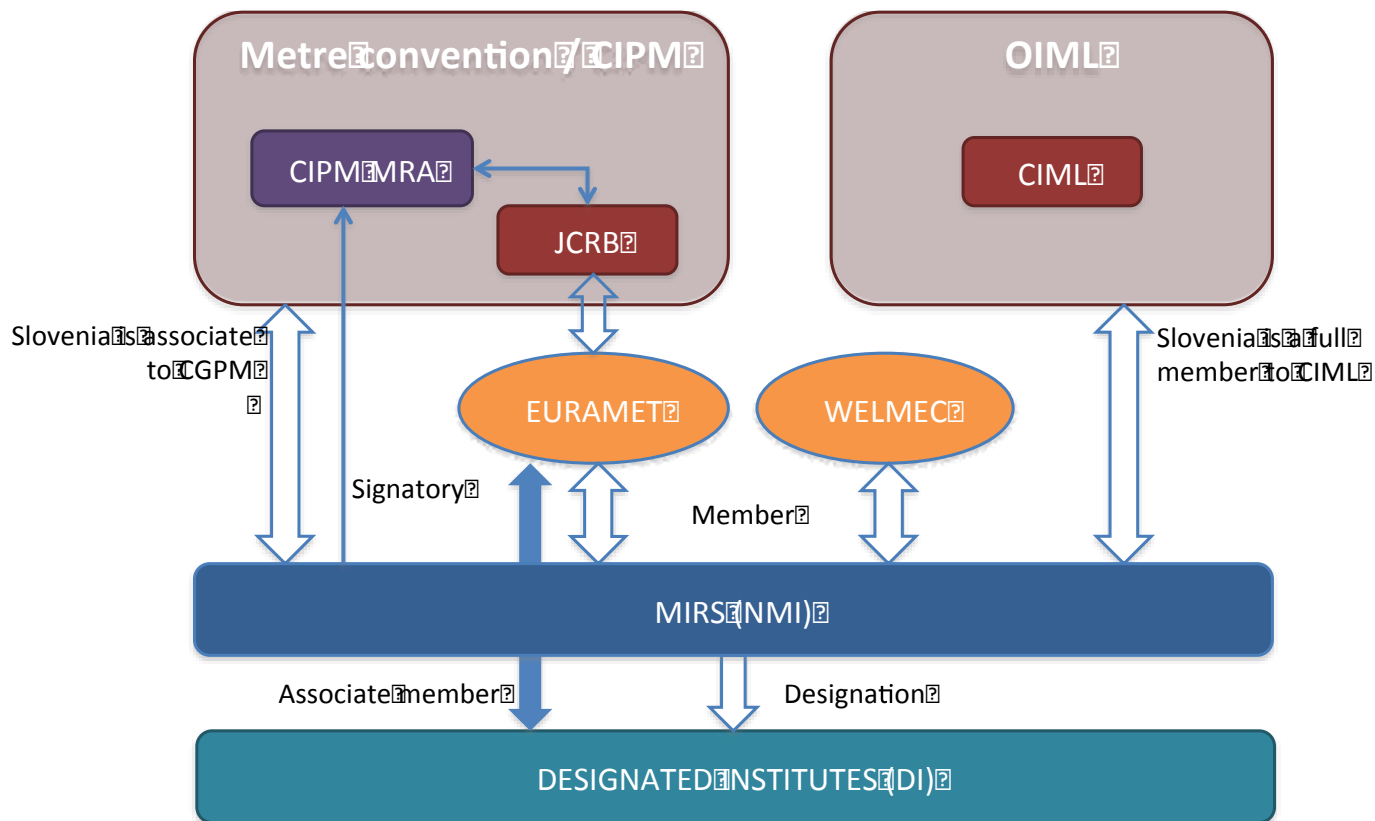 Metre convention / CIPM
OIML
CIPM MRA
CIML
JCRB
Slovenia is associate
to CGPM
Slovenia is a full
member to CIML
EURAMET
WELMEC
Signatory
Member
MIRS (NMI)
Associate member
Designation
DESIGNATED INSTITUTES (DI)